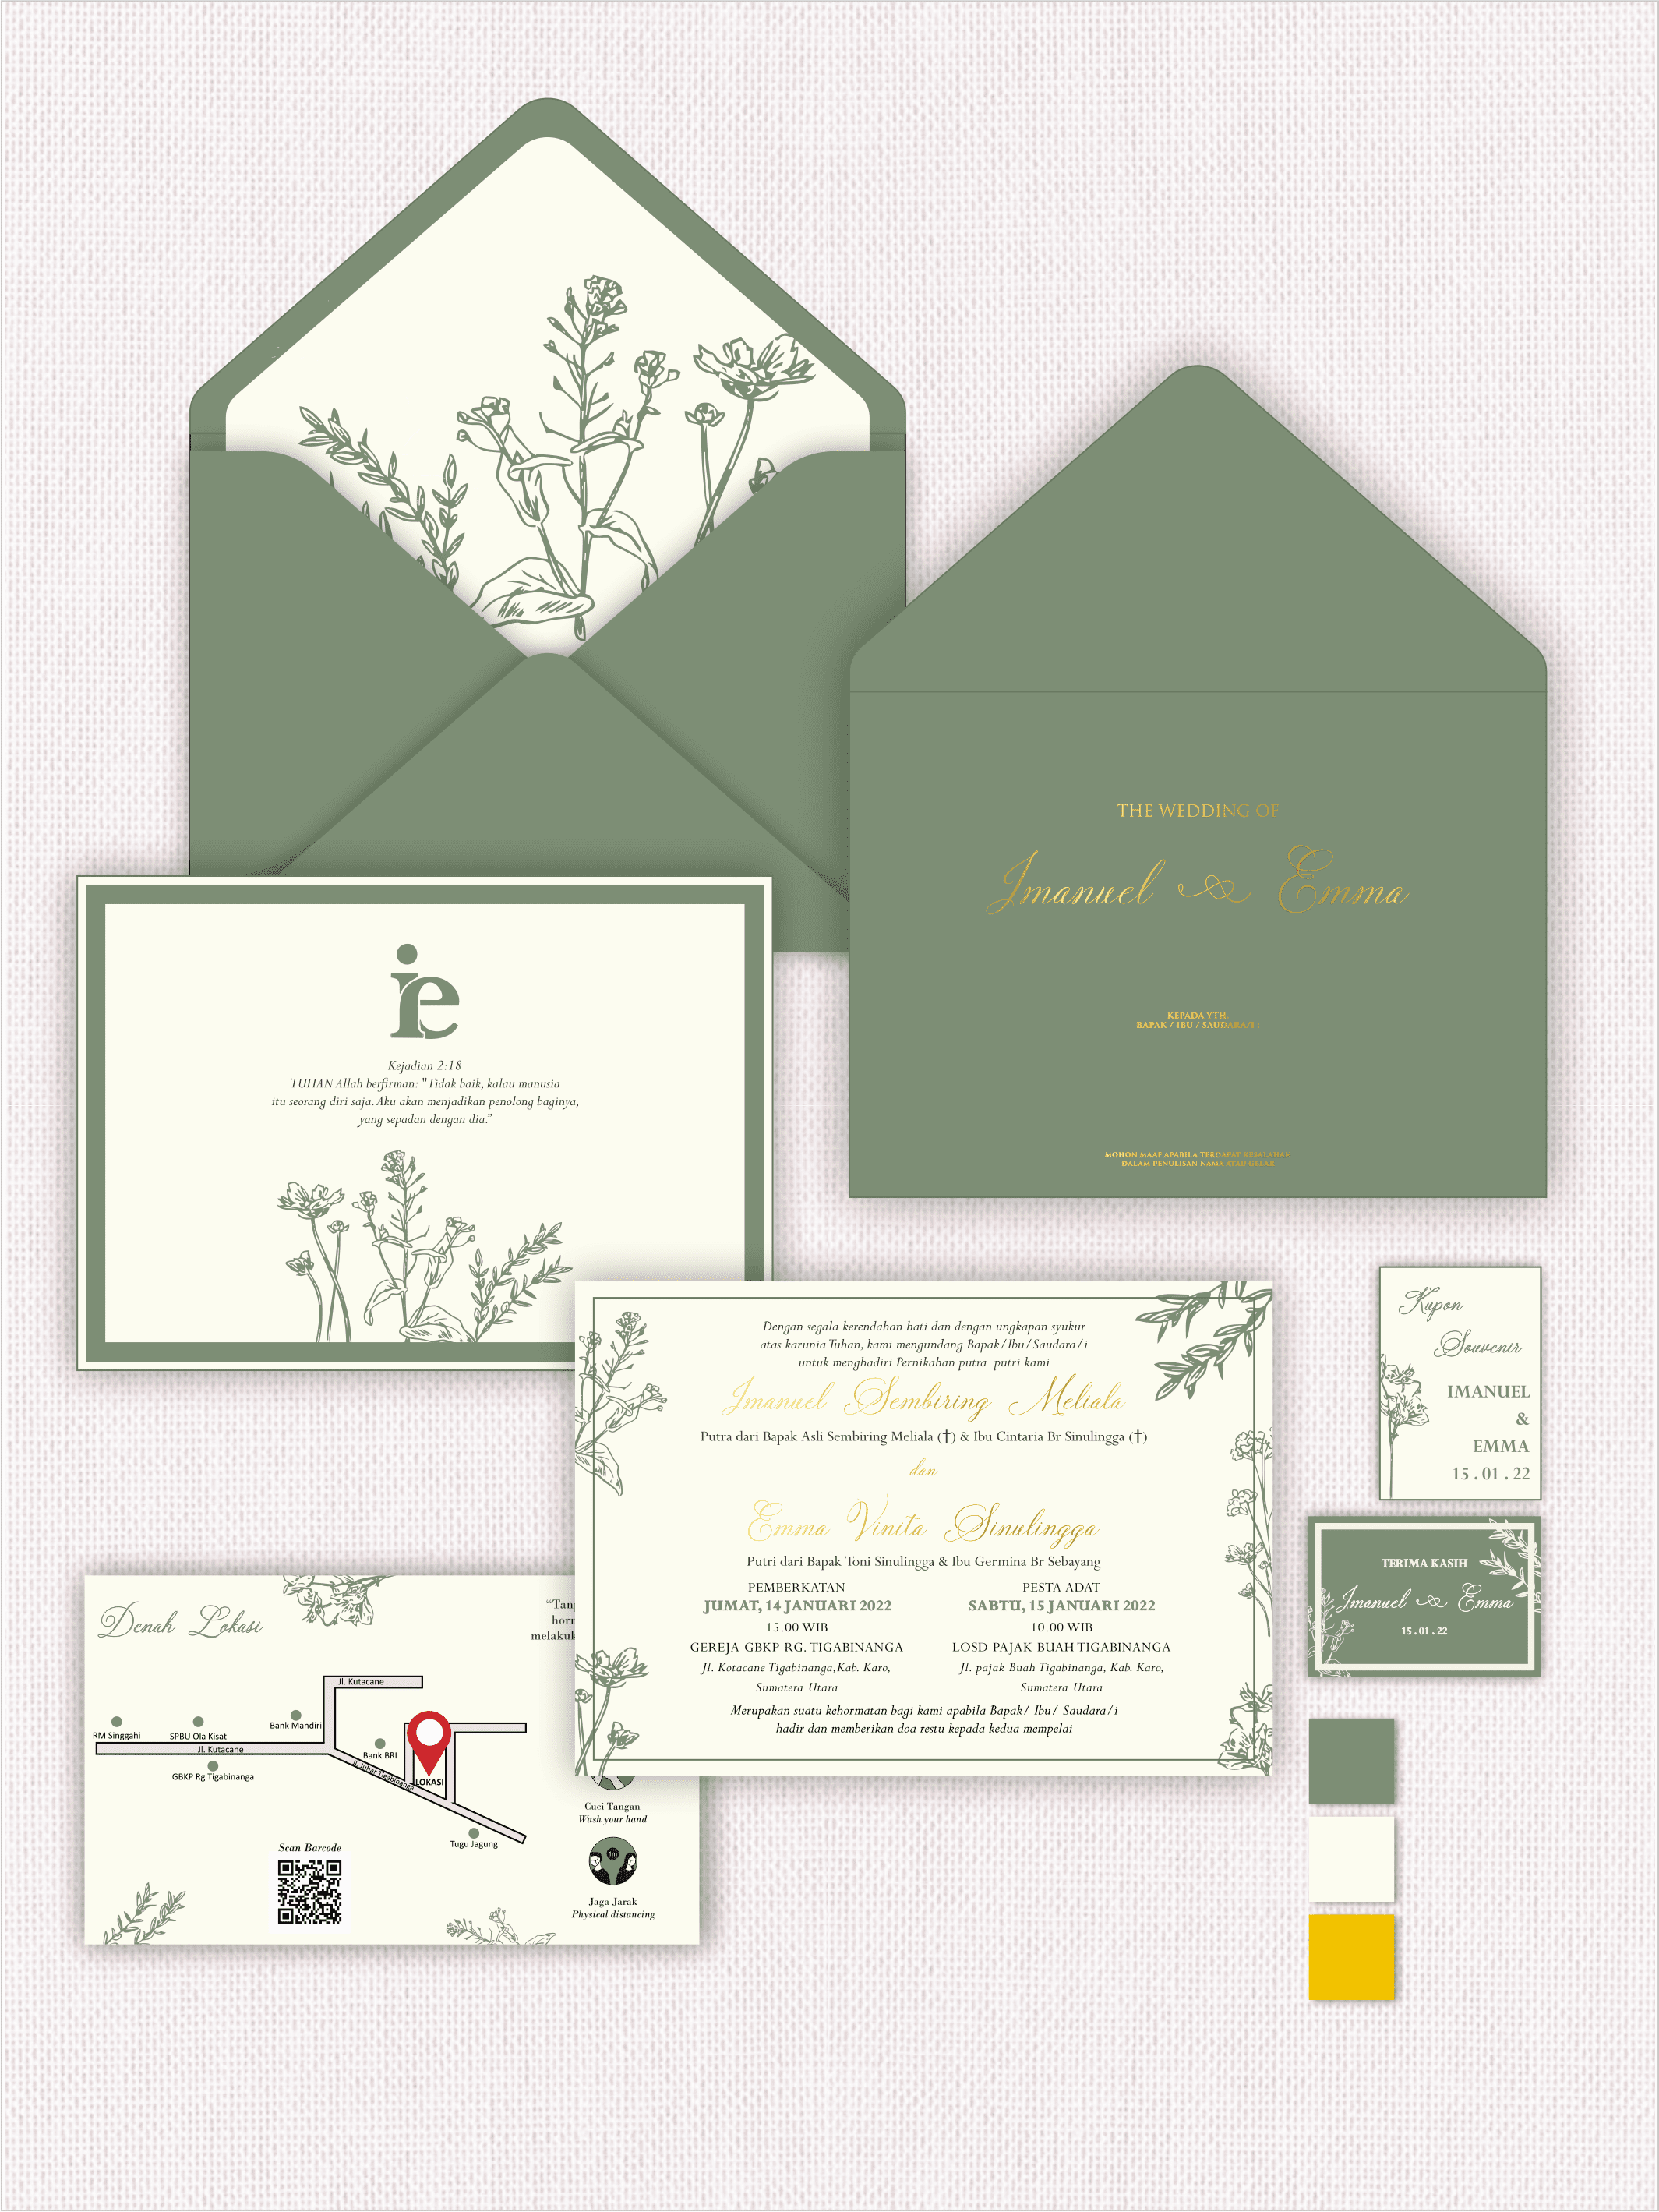 THE WEDDING OF
Imanuel & Emma
KEPADA YTH.
BAPAK / IBU / SAUDARA/I :
MOHON MAAF APABILA TERDAPAT KESALAHAN
DALAM PENULISAN NAMA ATAU GELAR
ie
Kejadian 2:18
TUHAN Allah berfirman: "Tidak baik, kalau manusia
itu seorang diri saja. Aku akan menjadikan penolong baginya,
yang sepadan dengan dia.”
Dengan segala kerendahan hati dan dengan ungkapan syukur
atas karunia Tuhan, kami mengundang Bapak/Ibu/Saudara/i
untuk menghadiri Pernikahan putra putri kami
Imanuel Sembiring Meliala
Putra dari Bapak Asli Sembiring Meliala (†) & Ibu Cintaria Br Sinulingga (†)
dan
Emma Vinita Sinulingga
Putri dari Bapak Toni Sinulingga & Ibu Germina Br Sebayang
PEMBERKATAN
JUMAT, 14 JANUARI 2022
15.00 WIB
GEREJA GBKP RG. TIGABINANGA
Jl. Kotacane Tigabinanga,Kab. Karo,
Sumatera Utara
PESTA ADAT
SABTU, 15 JANUARI 2022
10.00 WIB
LOSD PAJAK BUAH TIGABINANGA
Jl. pajak Buah Tigabinanga, Kab. Karo,
Sumatera Utara
Merupakan suatu kehormatan bagi kami apabila Bapak/ Ibu/ Saudara/i
hadir dan memberikan doa restu kepada kedua mempelai
Kupon
Souvenir
IMANUEL
&
EMMA
15.01.22
TERIMA KASIH
Imanuel & Emma
15.01.22
Denah Lokasi
Jl. Kutacane
RM Singgahi
SPBU Ola Kisat
Bank Mandiri
Jl. Kutacane
GBKP Rg Tigabinanga
Bank BRI
Jl. Juhar Tigabinanga
LOKASI
Tugu Jagung
Scan Barcode
Cuci Tangan
Wash your hand
1m
Jaga Jarak
Physical distancing